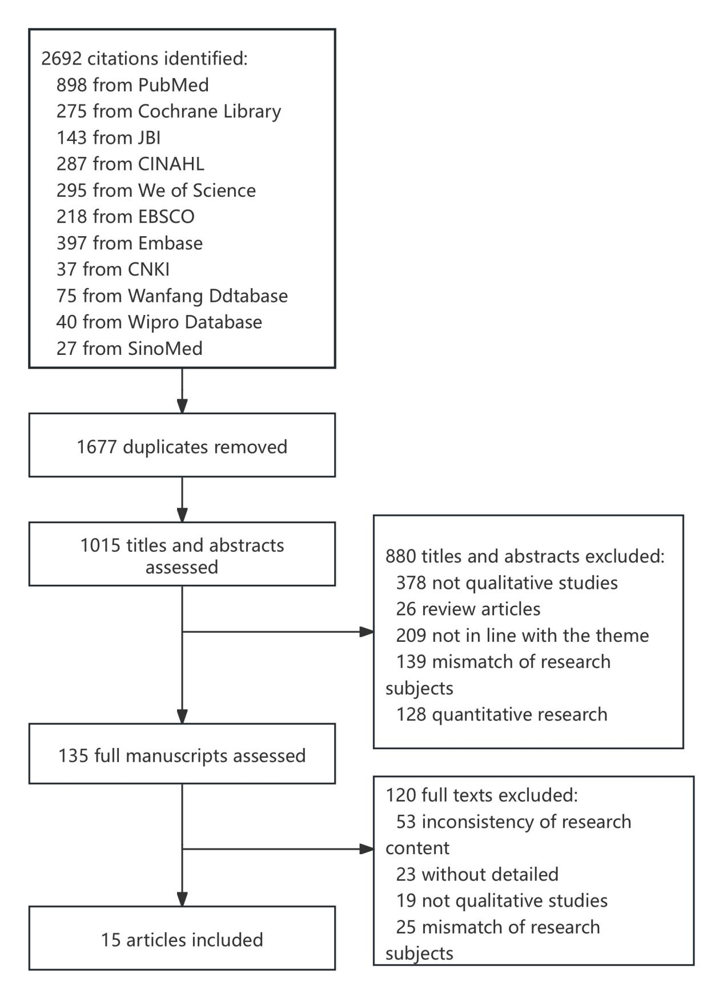 2692 citations identified:
898 from PubMed
275 from Cochrane Library
143 from JBI
287 from CINAHL
295 from We of Science
218 from EBSCO
397 from Embase
37 from CNKI
75 from Wanfang Ddtabase
40 from Wipro Database
27 from SinoMed
1677 duplicates removed
1015 titles and abstracts
assessed
880 titles and abstracts excluded:
378 not qualitative studies
26 review articles
209 not in line with the theme
139 mismatch of research
subjects
128 quantitative research
135 full manuscripts assessed
120 full texts excluded:
53 inconsistency of research
content
23 without detailed
19 not qualitative studies
25 mismatch of research
subjects
15 articles included